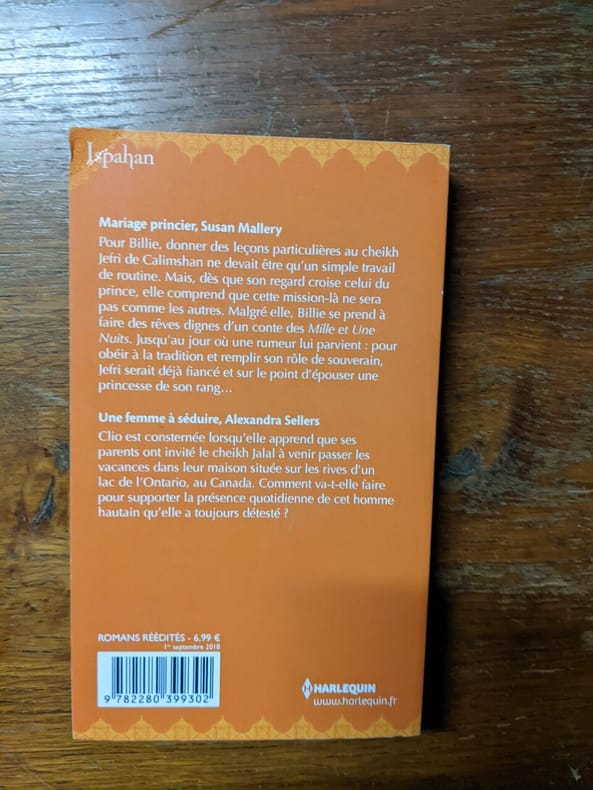 Ispahan
Mariage princier, Susan Mallery
Pour Billie, donner des leçons particulières au cheikh
Jefri de Calimshan ne devait être qu'un simple travail
de routine. Mais, dès que son regard croise celui du
prince, elle comprend que cette mission-là ne sera
pas comme les autres. Malgré elle, Billie se prend à
faire des rêves dignes d'un conte des Mille et Une
Nuits. Jusqu'au jour où une rumeur lui parvient : pour
obéir à la tradition et remplir son rôle de souverain,
Jefri serait déjà fiancé et sur le point d'épouser une
princesse de son rang…
Une femme à séduire, Alexandra Sellers
Clio est consternée lorsqu'elle apprend que ses
parents ont invité le cheikh Jalal à venir passer les
vacances dans leur maison située sur les rives d'un
lac de l'Ontario, au Canada. Comment va-t-elle faire
pour supporter la présence quotidienne de cet homme
hautain qu'elle a toujours détesté ?
ROMANS RÉÉDITÉS - 6,99 €
1er septembre 2018
9 782280 399302
HARLEQUIN
www.harlequin.fr